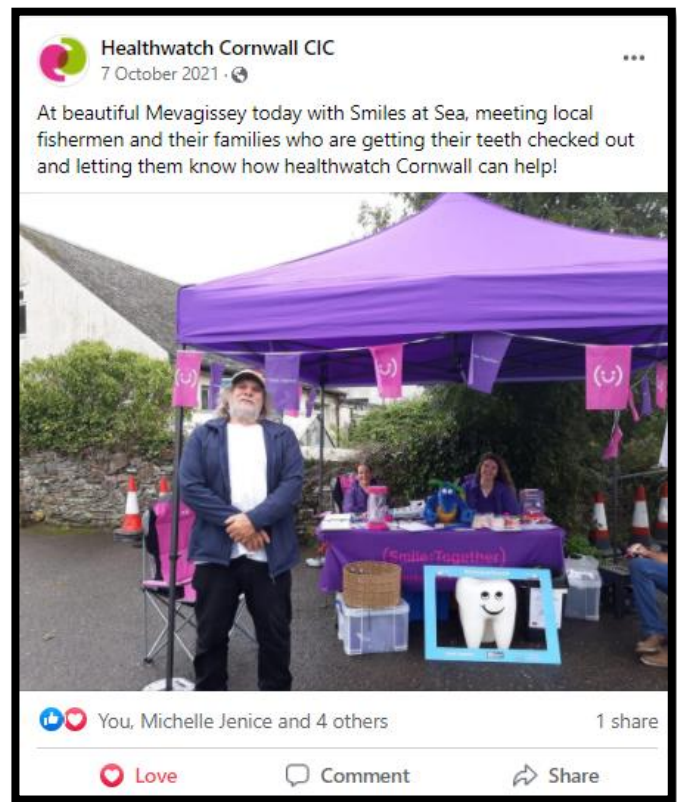 Healthwatch Cornwall CIC
7 October 2021 ·
At beautiful Mevagissey today with Smiles at Sea, meeting local
fishermen and their families who are getting their teeth checked out
and letting them know how healthwatch Cornwall can help!
(Smile Together)
You, Michelle Jenice and 4 others
1 share
Love
Comment
Share